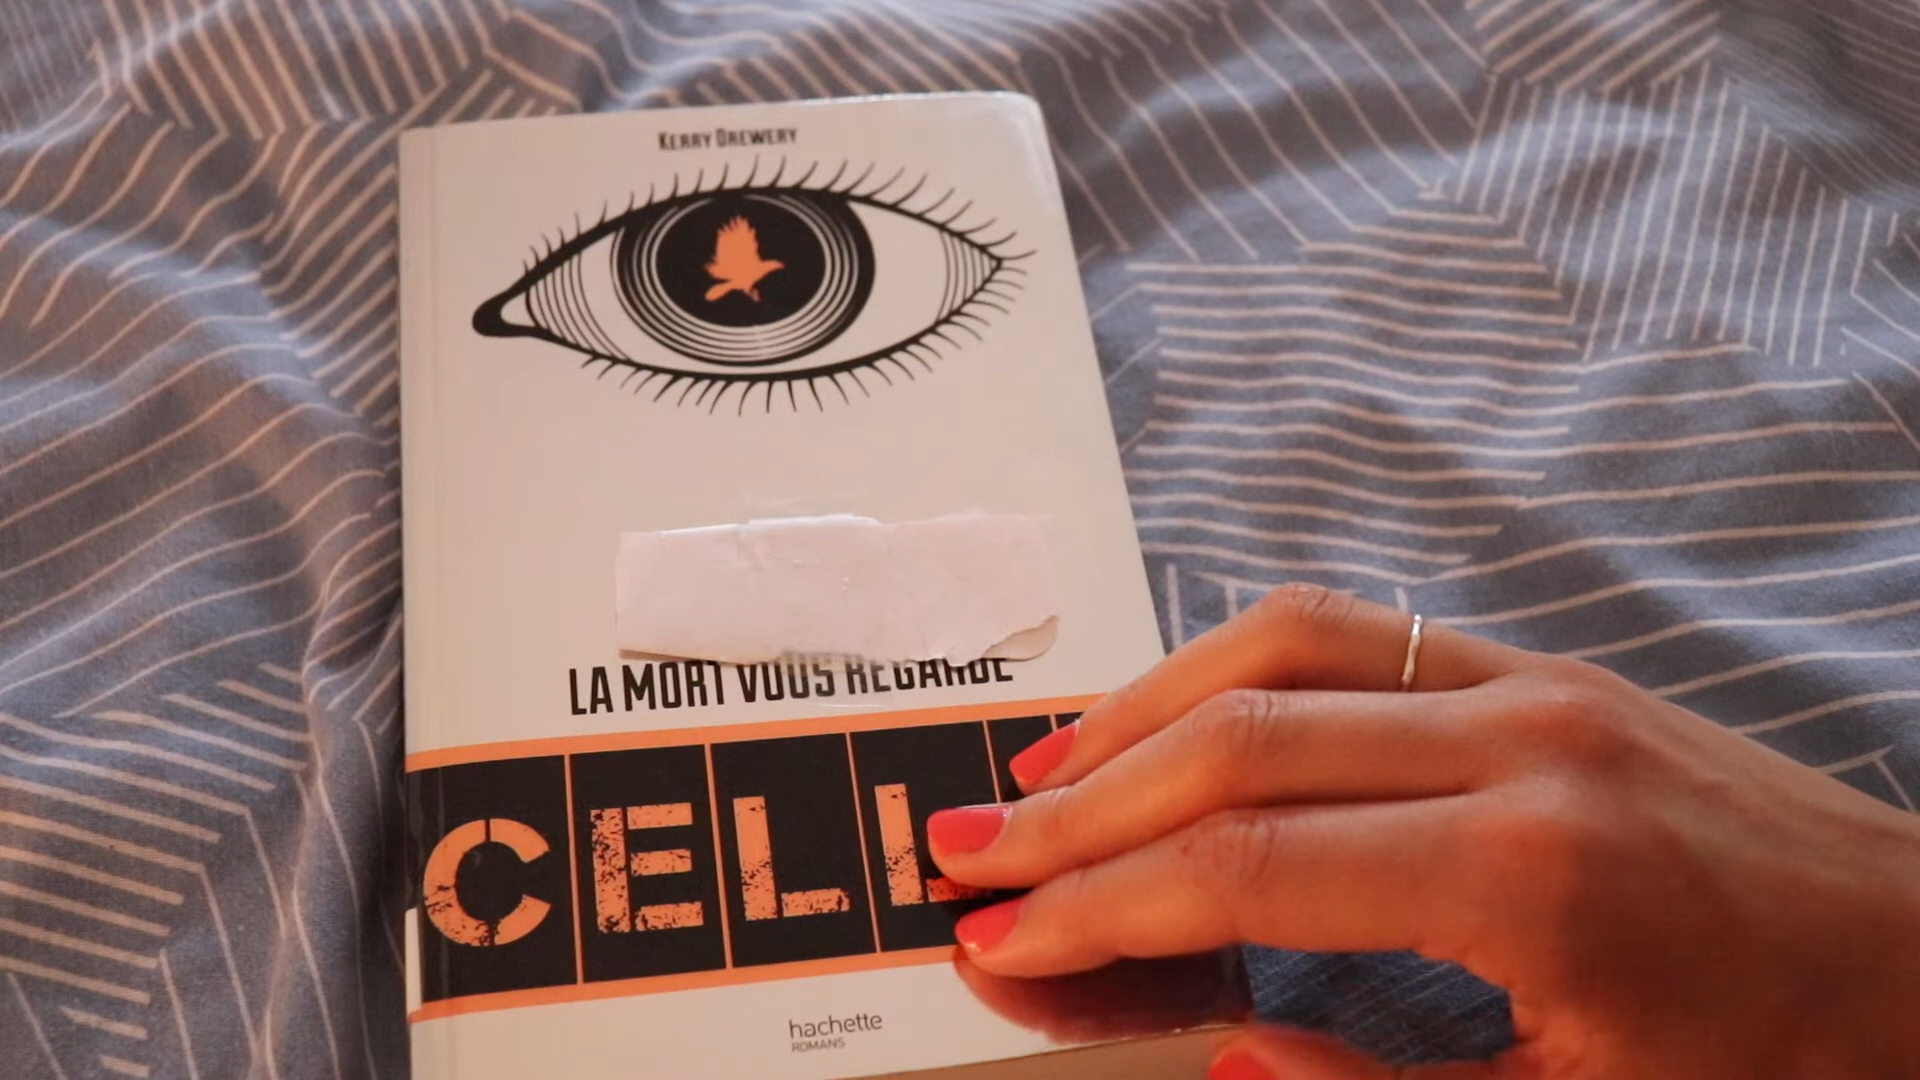 KERRY DREWERY
LA MORT VOUS REGARDE
CELL
hachette
ROMANS